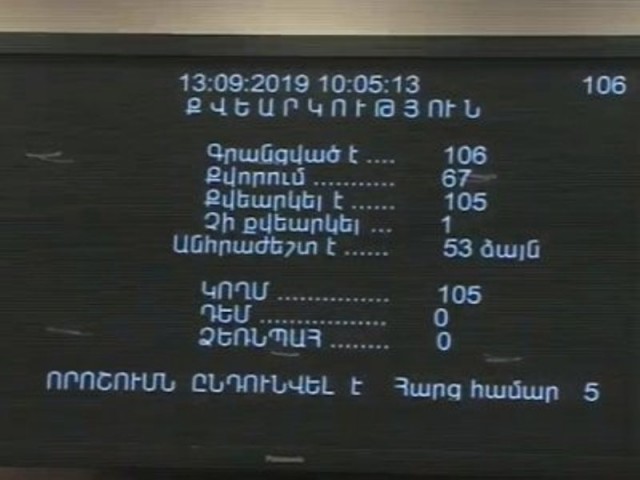 13:09:2019 10:05:13 106
ՔՎԵԱՐԿՈՒԹՅՈՒՆ
Գրանցված է .... 106
Քվորում ........... 67
Քվեարկել է ...... 105
Չի քվեարկել ... 1
Անհրաժեշտ է ...... 53 ձայն
ԿՈՂՄ ................ 105
ԴԵՄ .................. 0
ՁԵՌՆՊԱՀ ........ 0
ՈՐՈՇՈՒՄՆ ԸՆԴՈՒՆՎԵԼ է Հարց համար 5
Panasonic